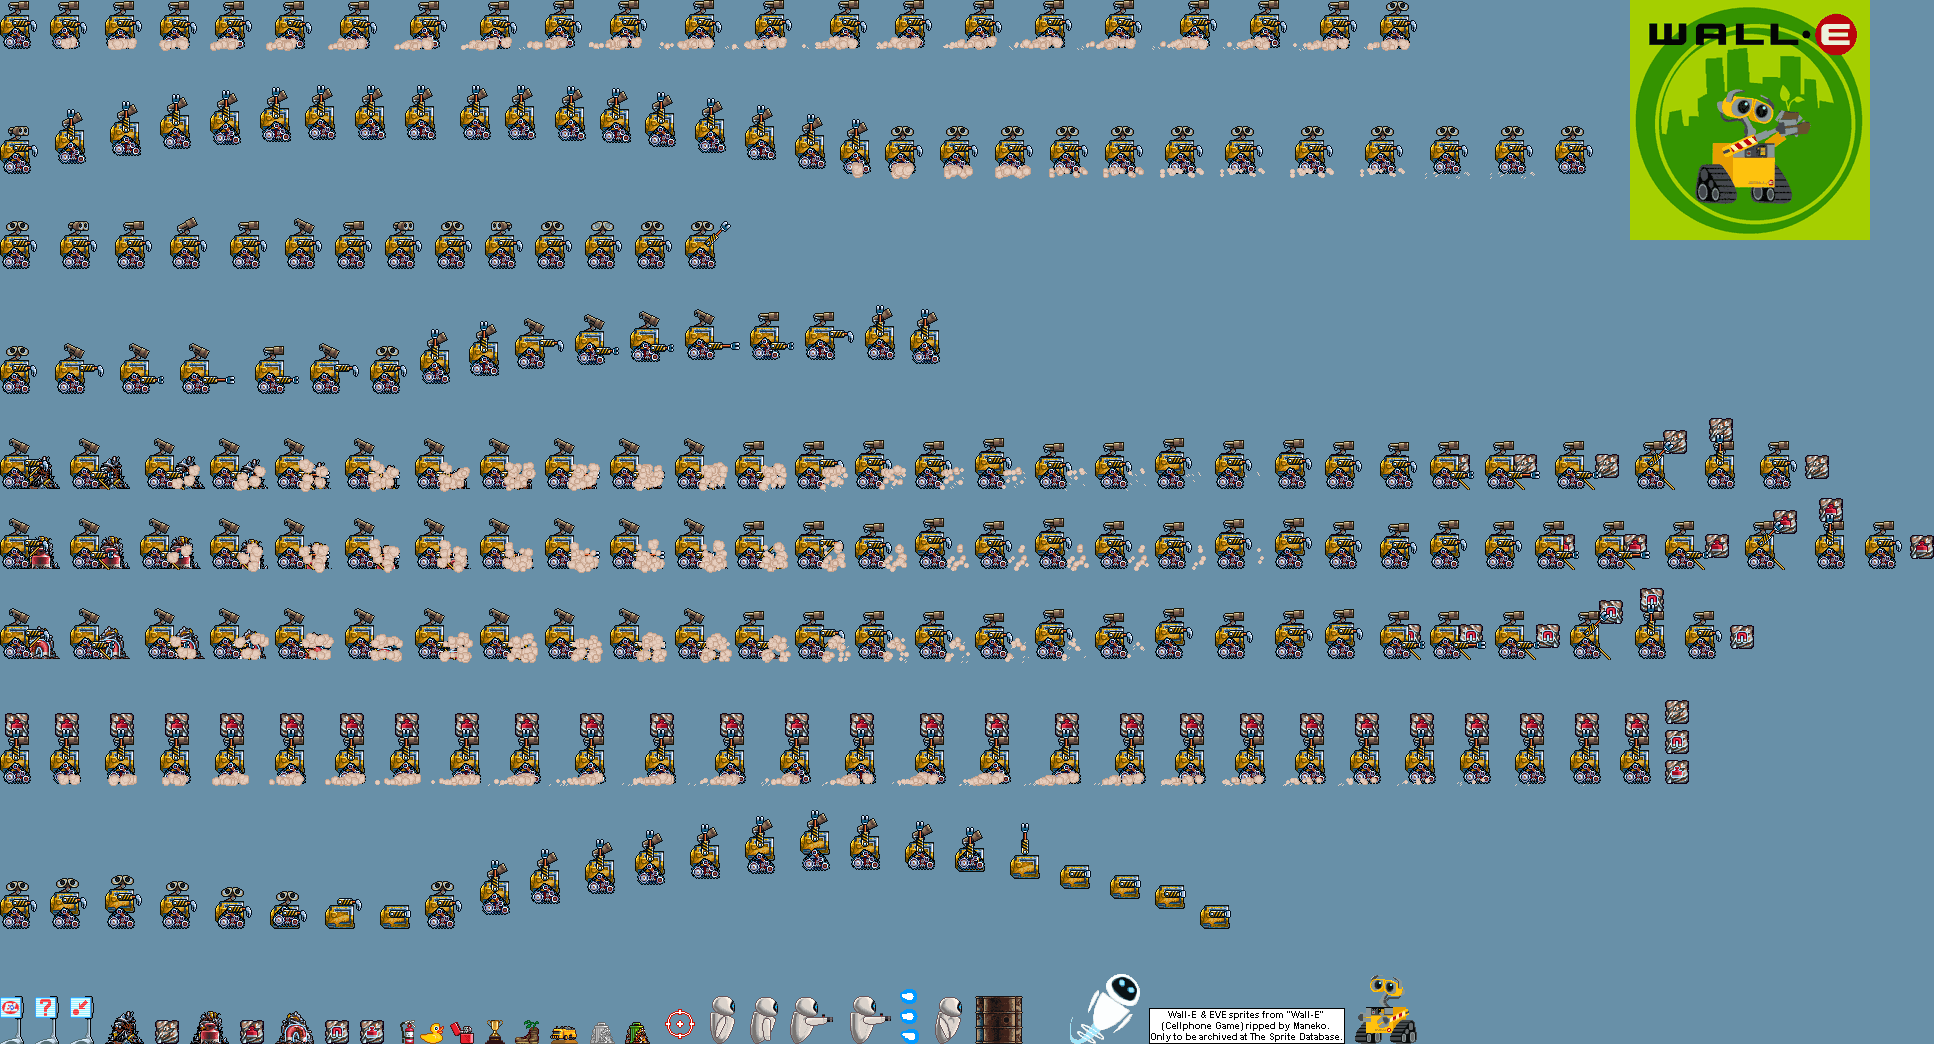 WALL·E
?
Wall-E & EVE sprites from "Wall-E"
(Cellphone Game) ripped by Maneko.
Only to be archived at The Sprite Database.